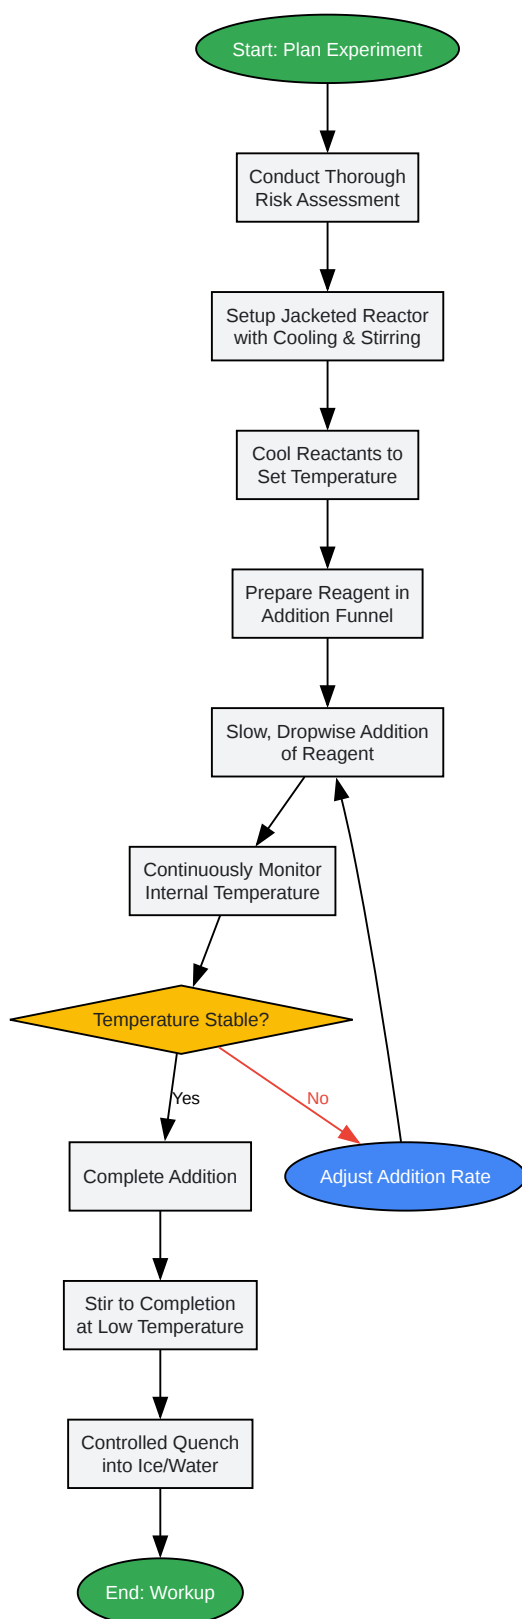 Start: Plan Experiment
Conduct Thorough
Risk Assessment
Setup Jacketed Reactor
with Cooling & Stirring
Cool Reactants to
Set Temperature
Prepare Reagent in
Addition Funnel
Slow, Dropwise Addition
of Reagent
Continuously Monitor
Internal Temperature
Temperature Stable?
Yes
No
Complete Addition
Adjust Addition Rate
Stir to Completion
at Low Temperature
Controlled Quench
into Ice/Water
End: Workup